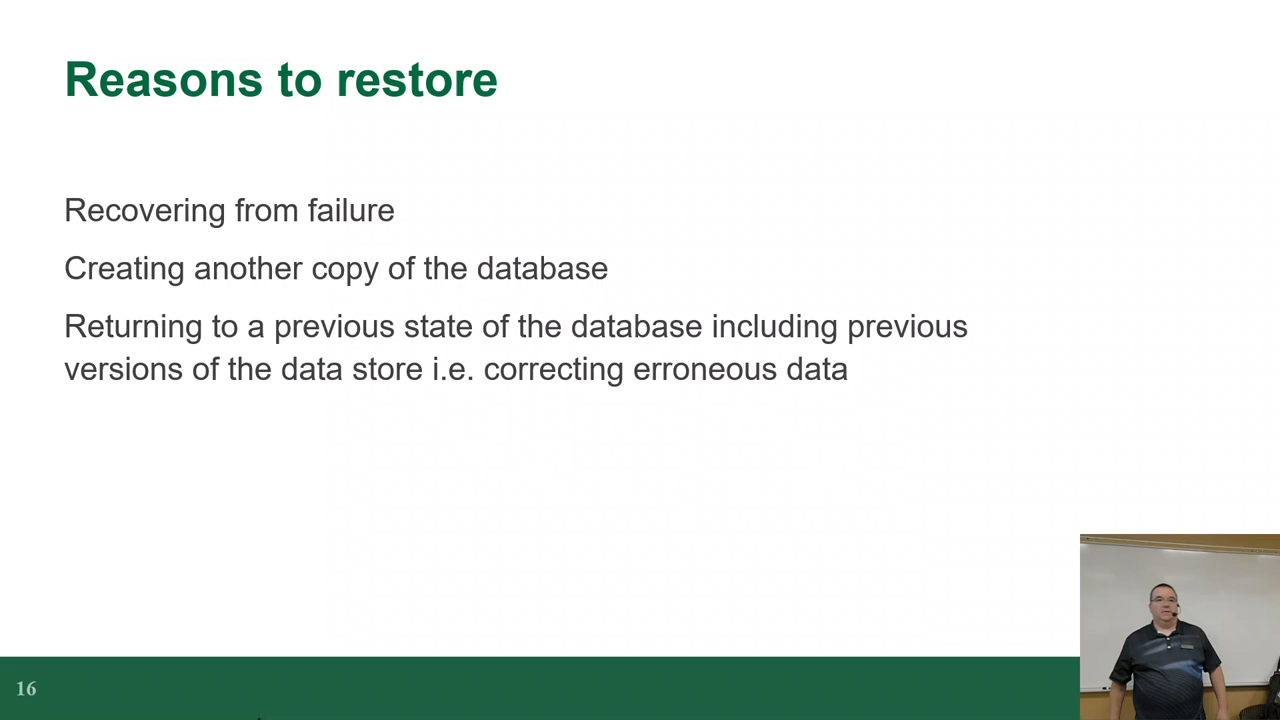 Reasons to restore
Recovering from failure
Creating another copy of the database
Returning to a previous state of the database including previous
versions of the data store i.e. correcting erroneous data
16